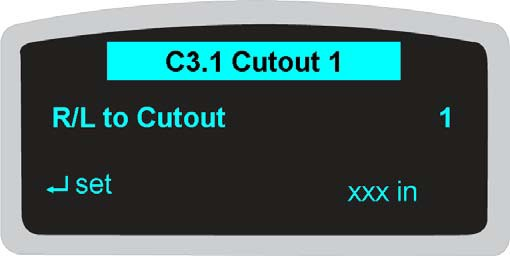 C3.1 Cutout 1
R/L to Cutout 1
↵ set xxx in